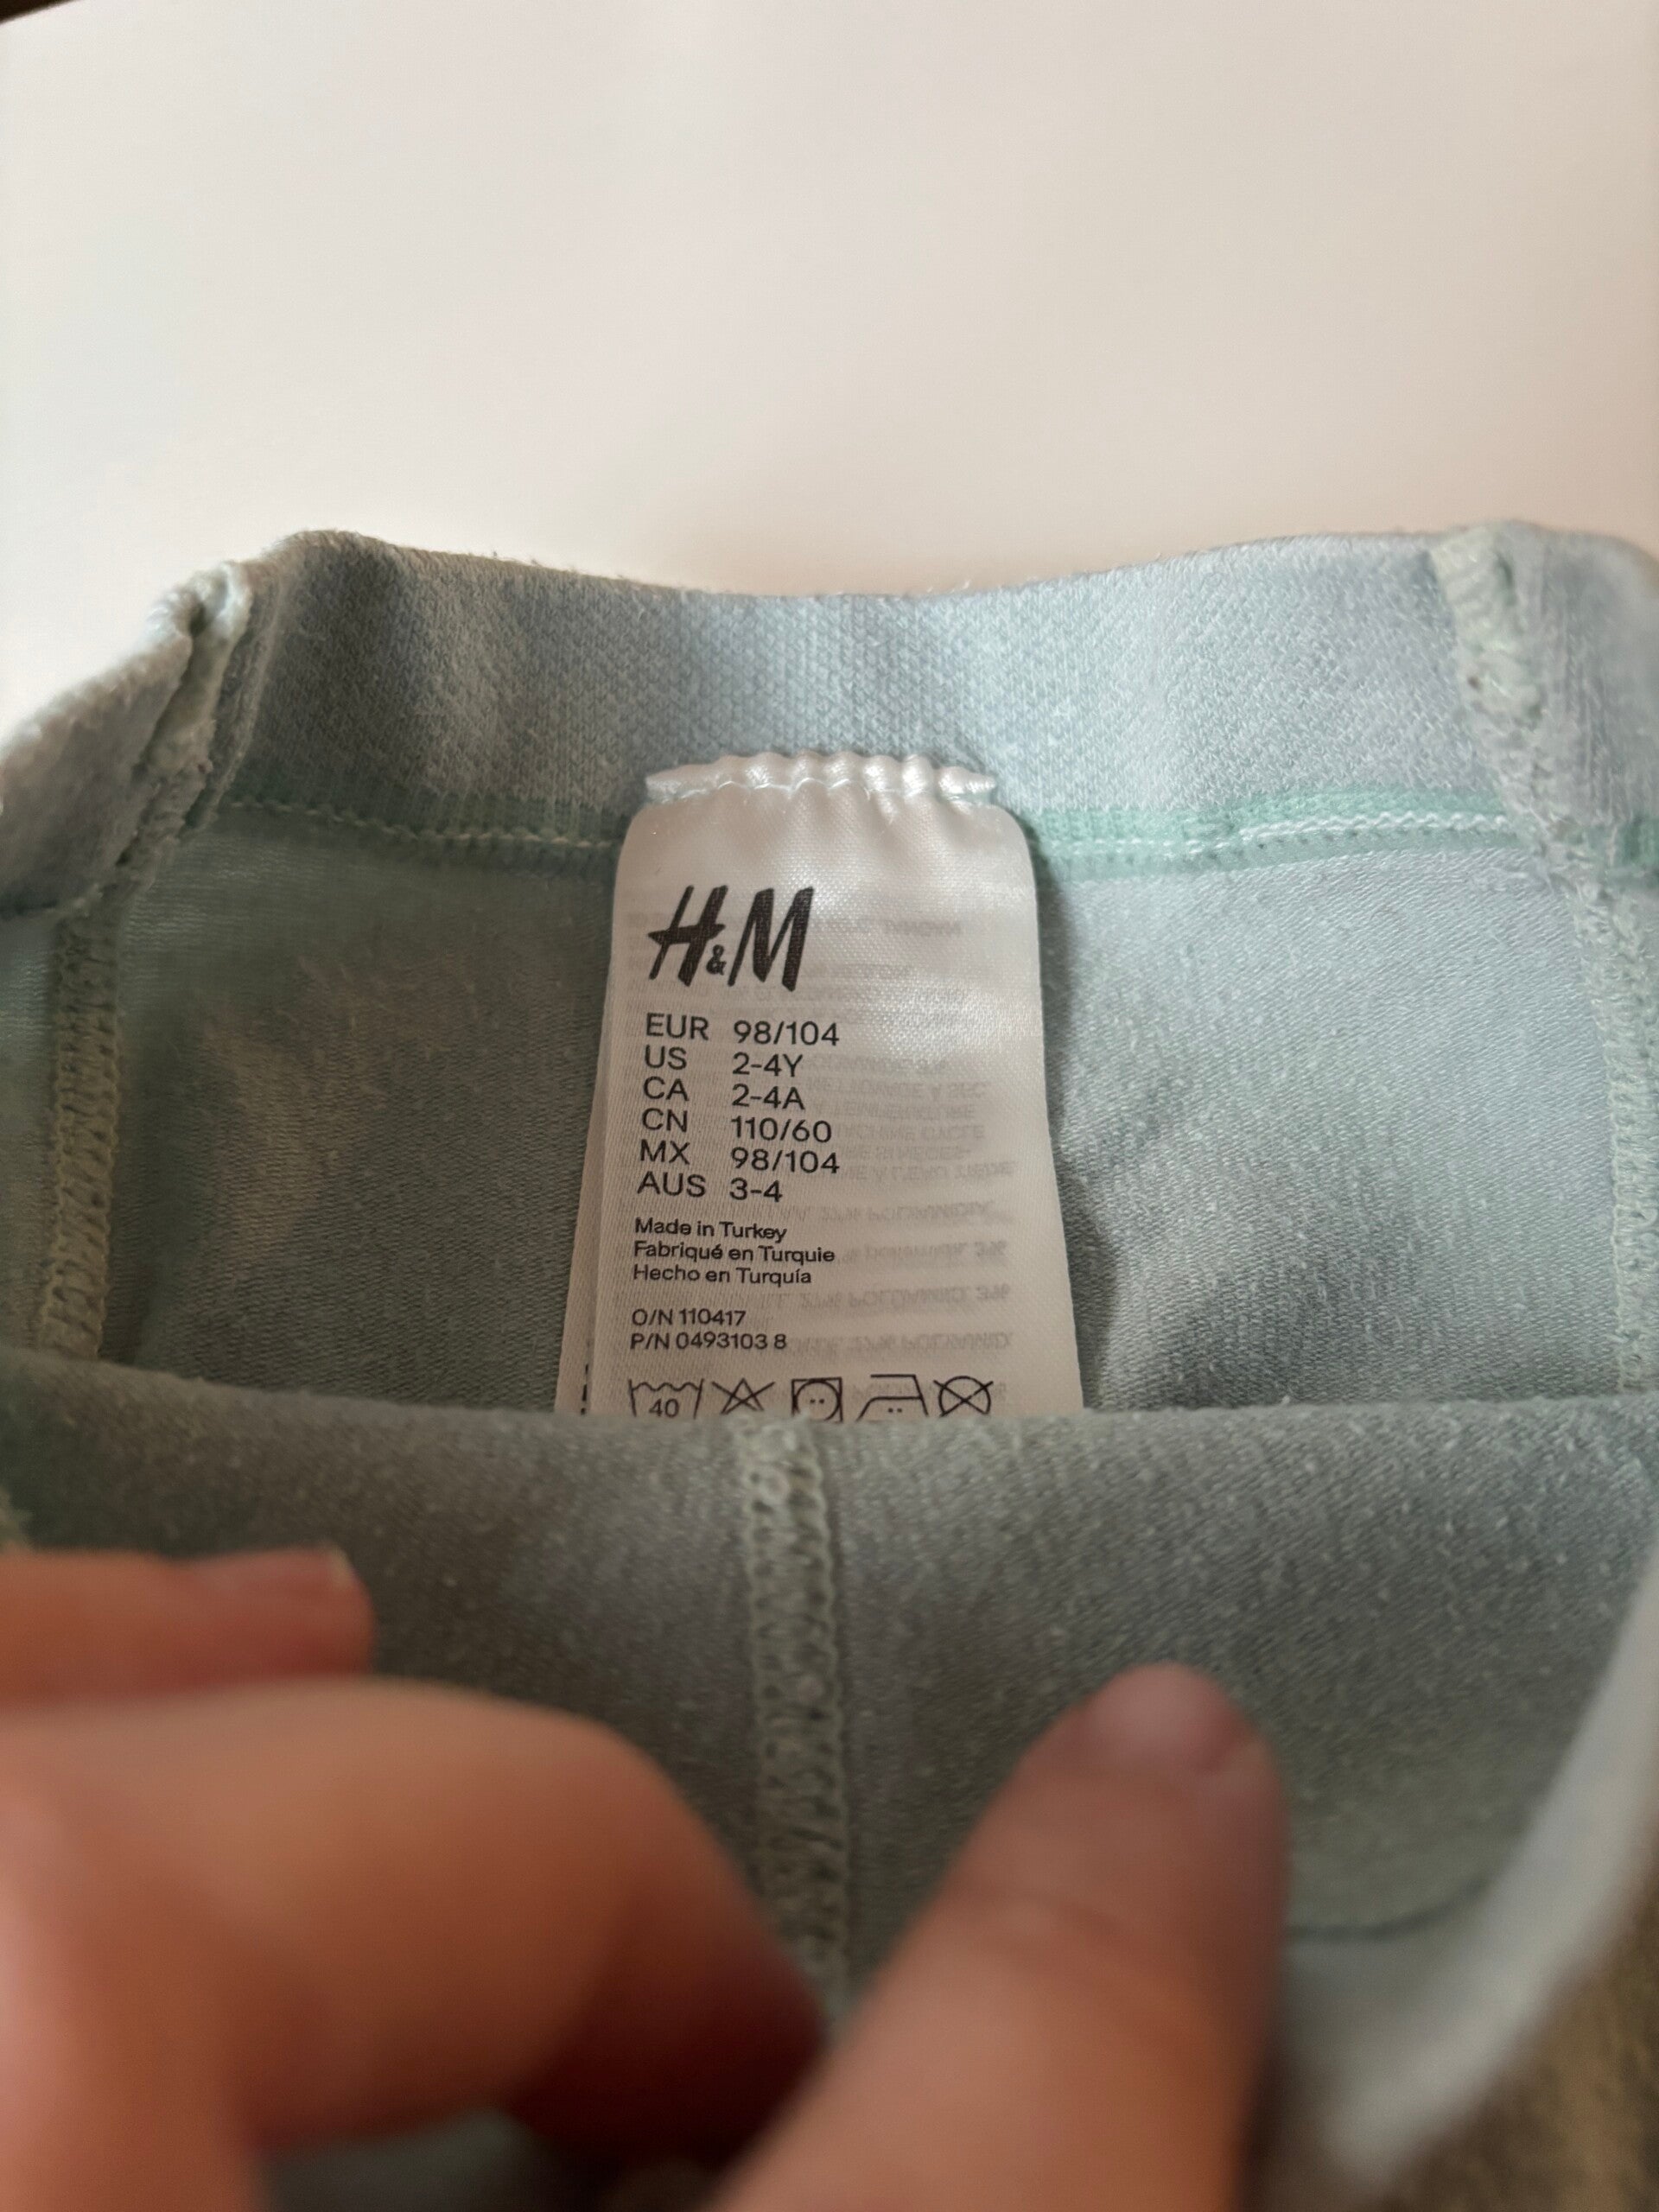 H&M
EUR 98/104
US 2-4Y
CA 2-4A
CN 110/60
MX 98/104
AUS 3-4
Made in Turkey
Fabriqué en Turquie
Hecho en Turquía
O/N 110417
P/N 0493103 8
40